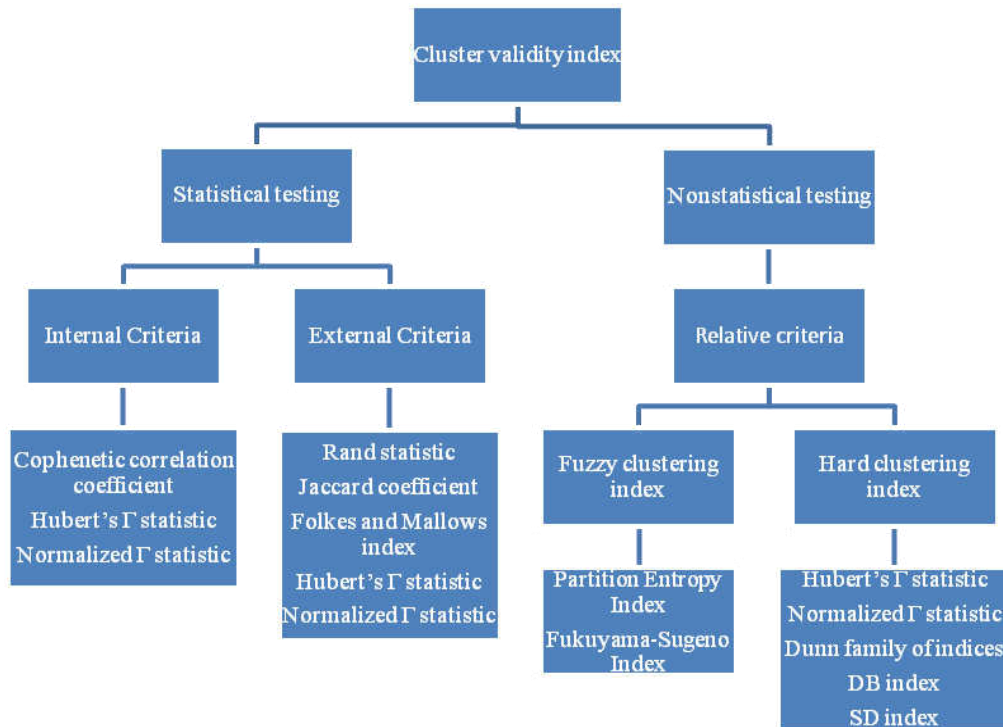 Cluster validity index
Statistical testing
Nonstatistical testing
Internal Criteria
External Criteria
Relative criteria
Cophenetic correlation
coefficient
Hubert's Γ statistic
Normalized Γ statistic
Rand statistic
Jaccard coefficient
Folkes and Mallows
index
Hubert's Γ statistic
Normalized Γ statistic
Fuzzy clustering
index
Hard clustering
index
Partition Entropy
Index
Fukuyama-Sugeno
Index
Hubert's Γ statistic
Normalized Γ statistic
Dunn family of indices
DB index
SD index